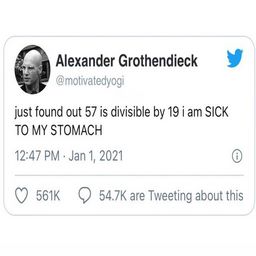 Alexander Grothendieck
@motivatedyogi
just found out 57 is divisible by 19 i am SICK
TO MY STOMACH
12:47 PM · Jan 1, 2021
561K 54.7K are Tweeting about this